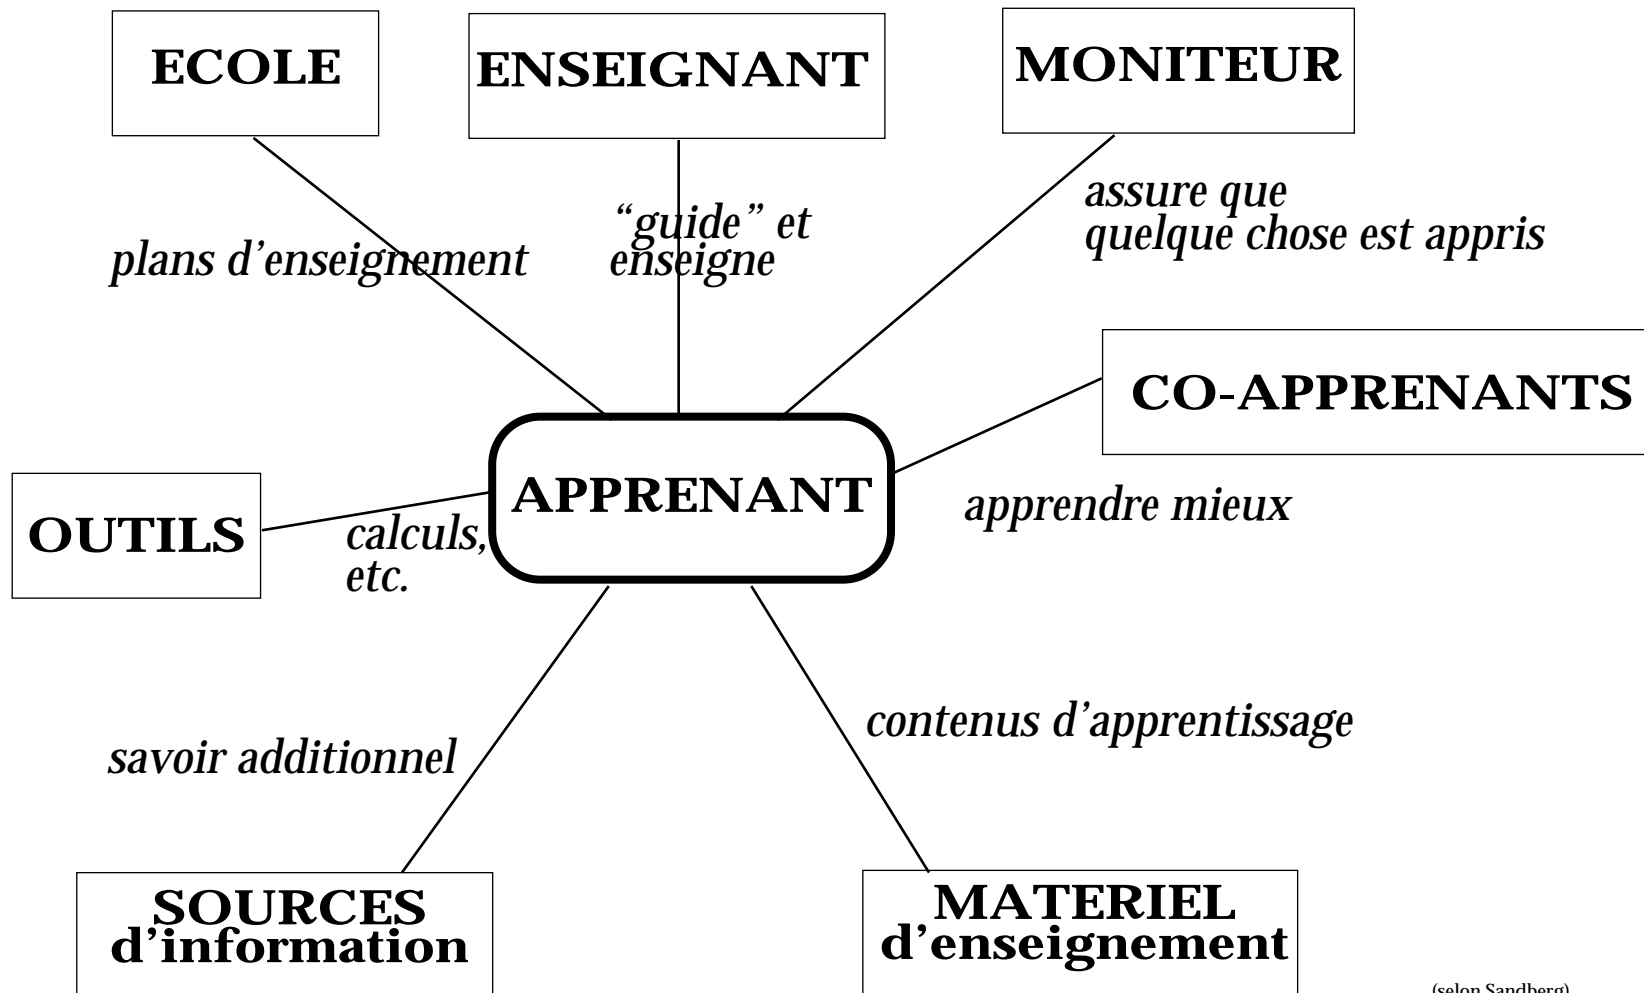 ECOLE
ENSEIGNANT
MONITEUR
plans d’enseignement
“guide” et
enseigne
assure que
quelque chose est appris
CO-APPRENANTS
APPRENANT
OUTILS
calculs,
etc.
apprendre mieux
savoir additionnel
contenus d’apprentissage
SOURCES
d’information
MATERIEL
d’enseignement
(selon Sandberg)